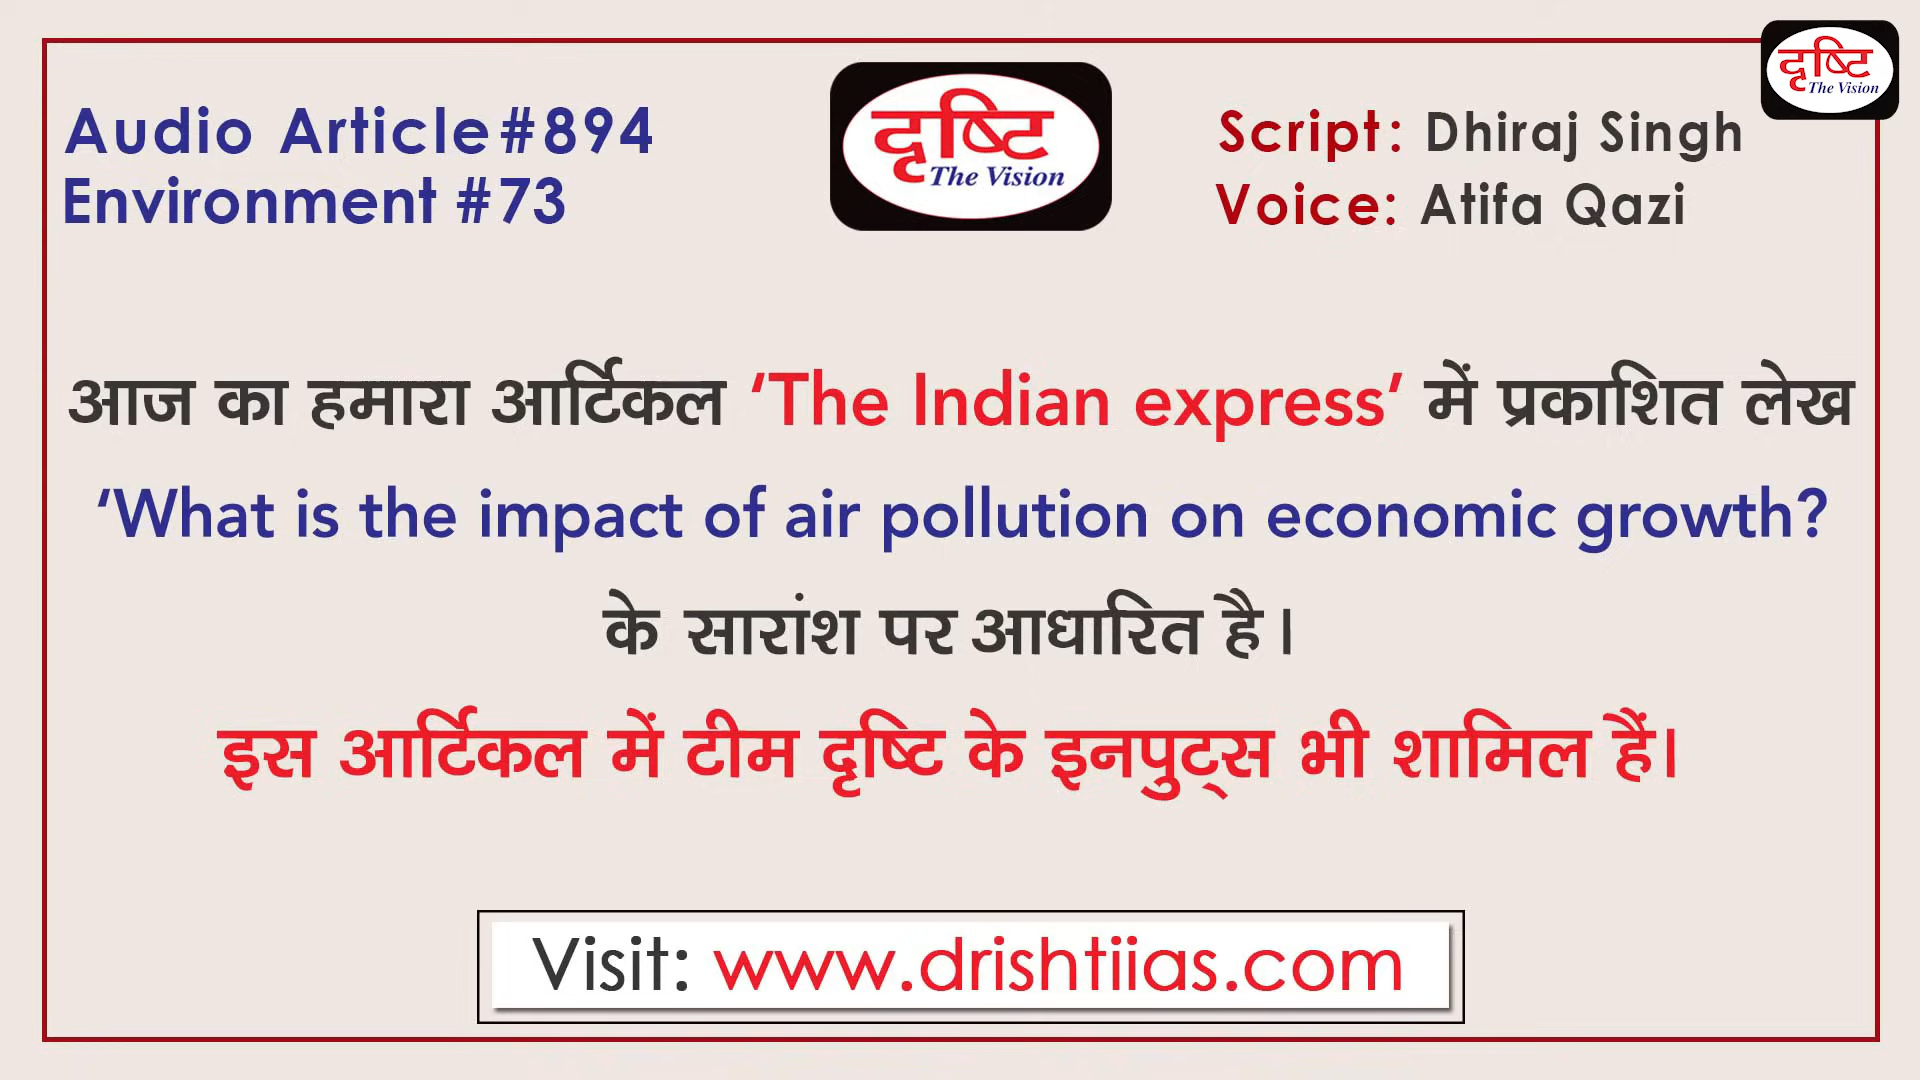 Audio Article#894
Environment #73
दृष्टि
The Vision
Script: Dhiraj Singh
Voice: Atifa Qazi
दृष्टि
The Vision
आज का हमारा आर्टिकल ‘The Indian express’ में प्रकाशित लेख
‘What is the impact of air pollution on economic growth?
के सारांश पर आधारित है।
इस आर्टिकल में टीम दृष्टि के इनपुट्स भी शामिल हैं।
Visit: www.drishtiias.com